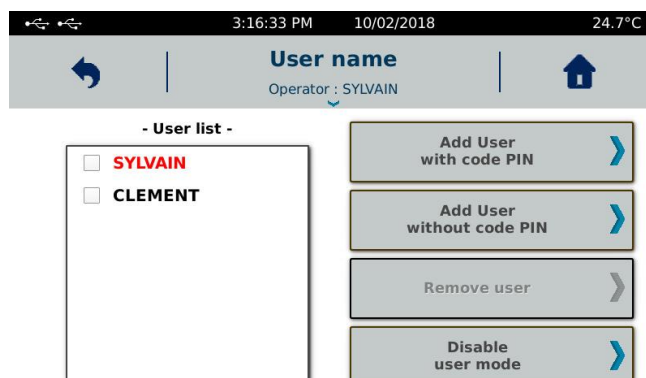 3:16:33 PM 10/02/2018 24.7°C
User name
Operator : SYLVAIN
- User list -
SYLVAIN
CLEMENT
Add User
with code PIN
Add User
without code PIN
Remove user
Disable
user mode